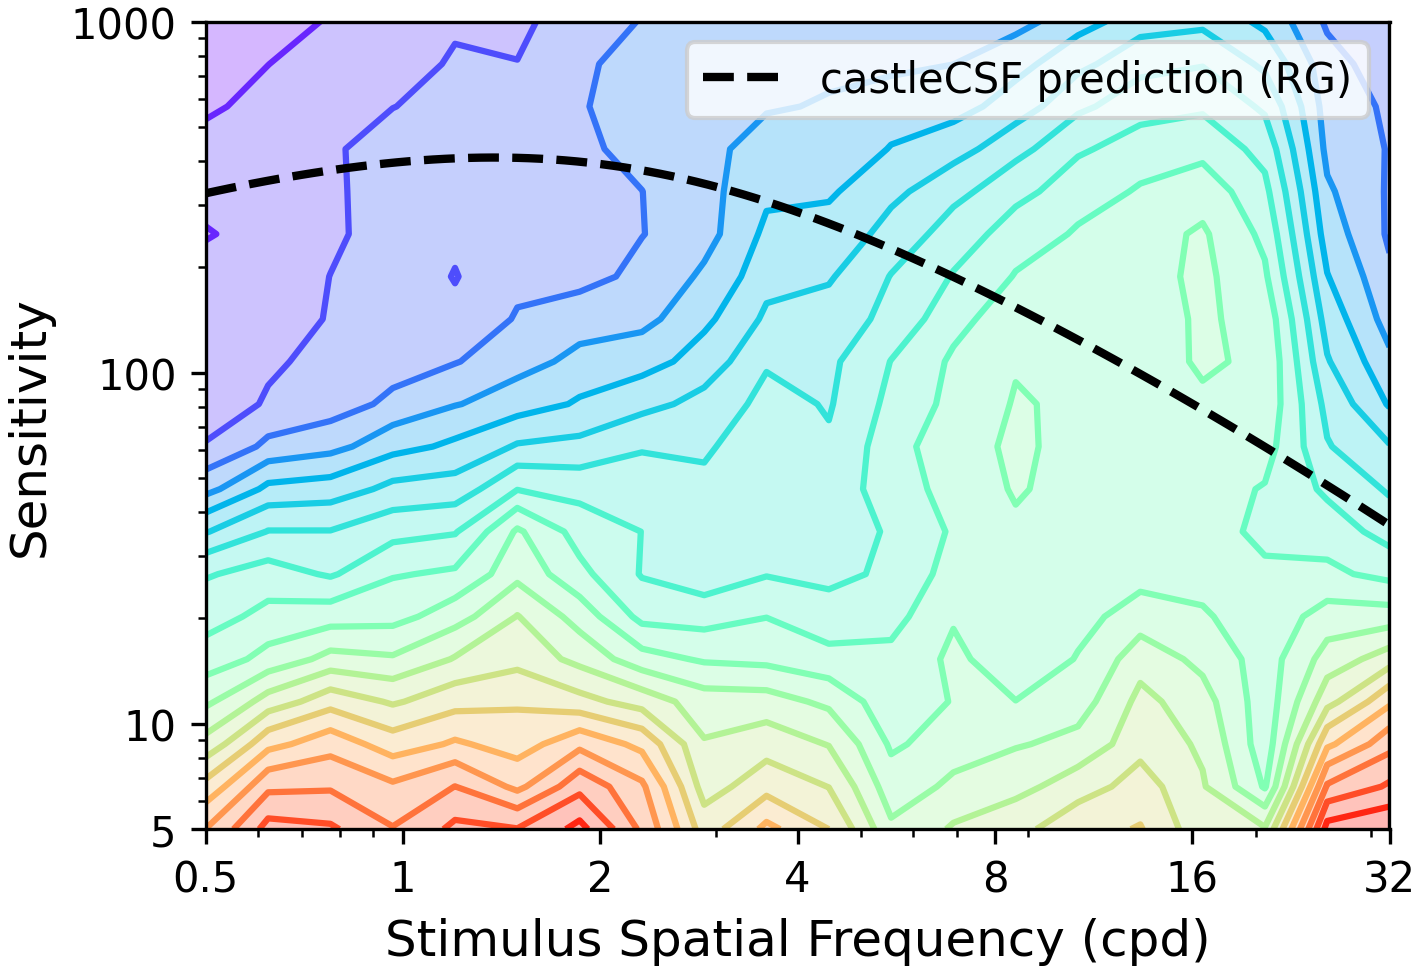 1000
castleCSF prediction (RG)
100
Sensitivity
10
5
0.5 1 2 4 8 16 32
Stimulus Spatial Frequency (cpd)